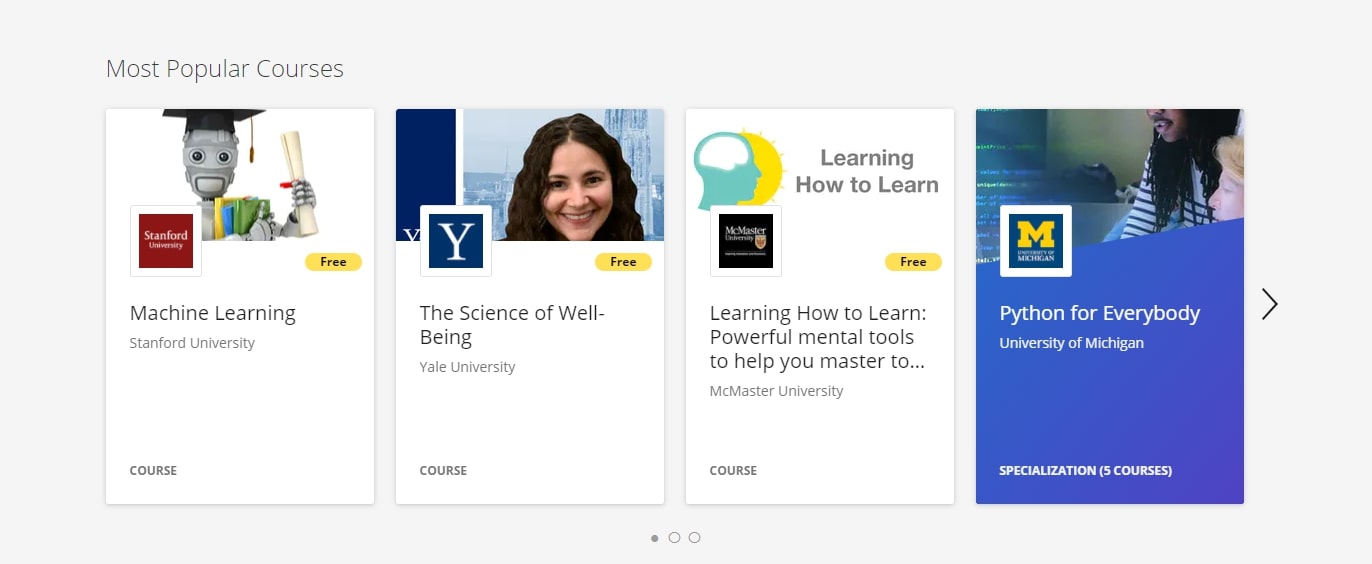 Most Popular Courses
Stanford
University
Free
Machine Learning
Stanford University
COURSE
Y
Y
Free
The Science of Well-
Being
Yale University
COURSE
Learning
How to Learn
McMaster
University
Free
Learning How to Learn:
Powerful mental tools
to help you master to...
McMaster University
COURSE
M
UNIVERSITY OF
MICHIGAN
Python for Everybody
University of Michigan
SPECIALIZATION (5 COURSES)